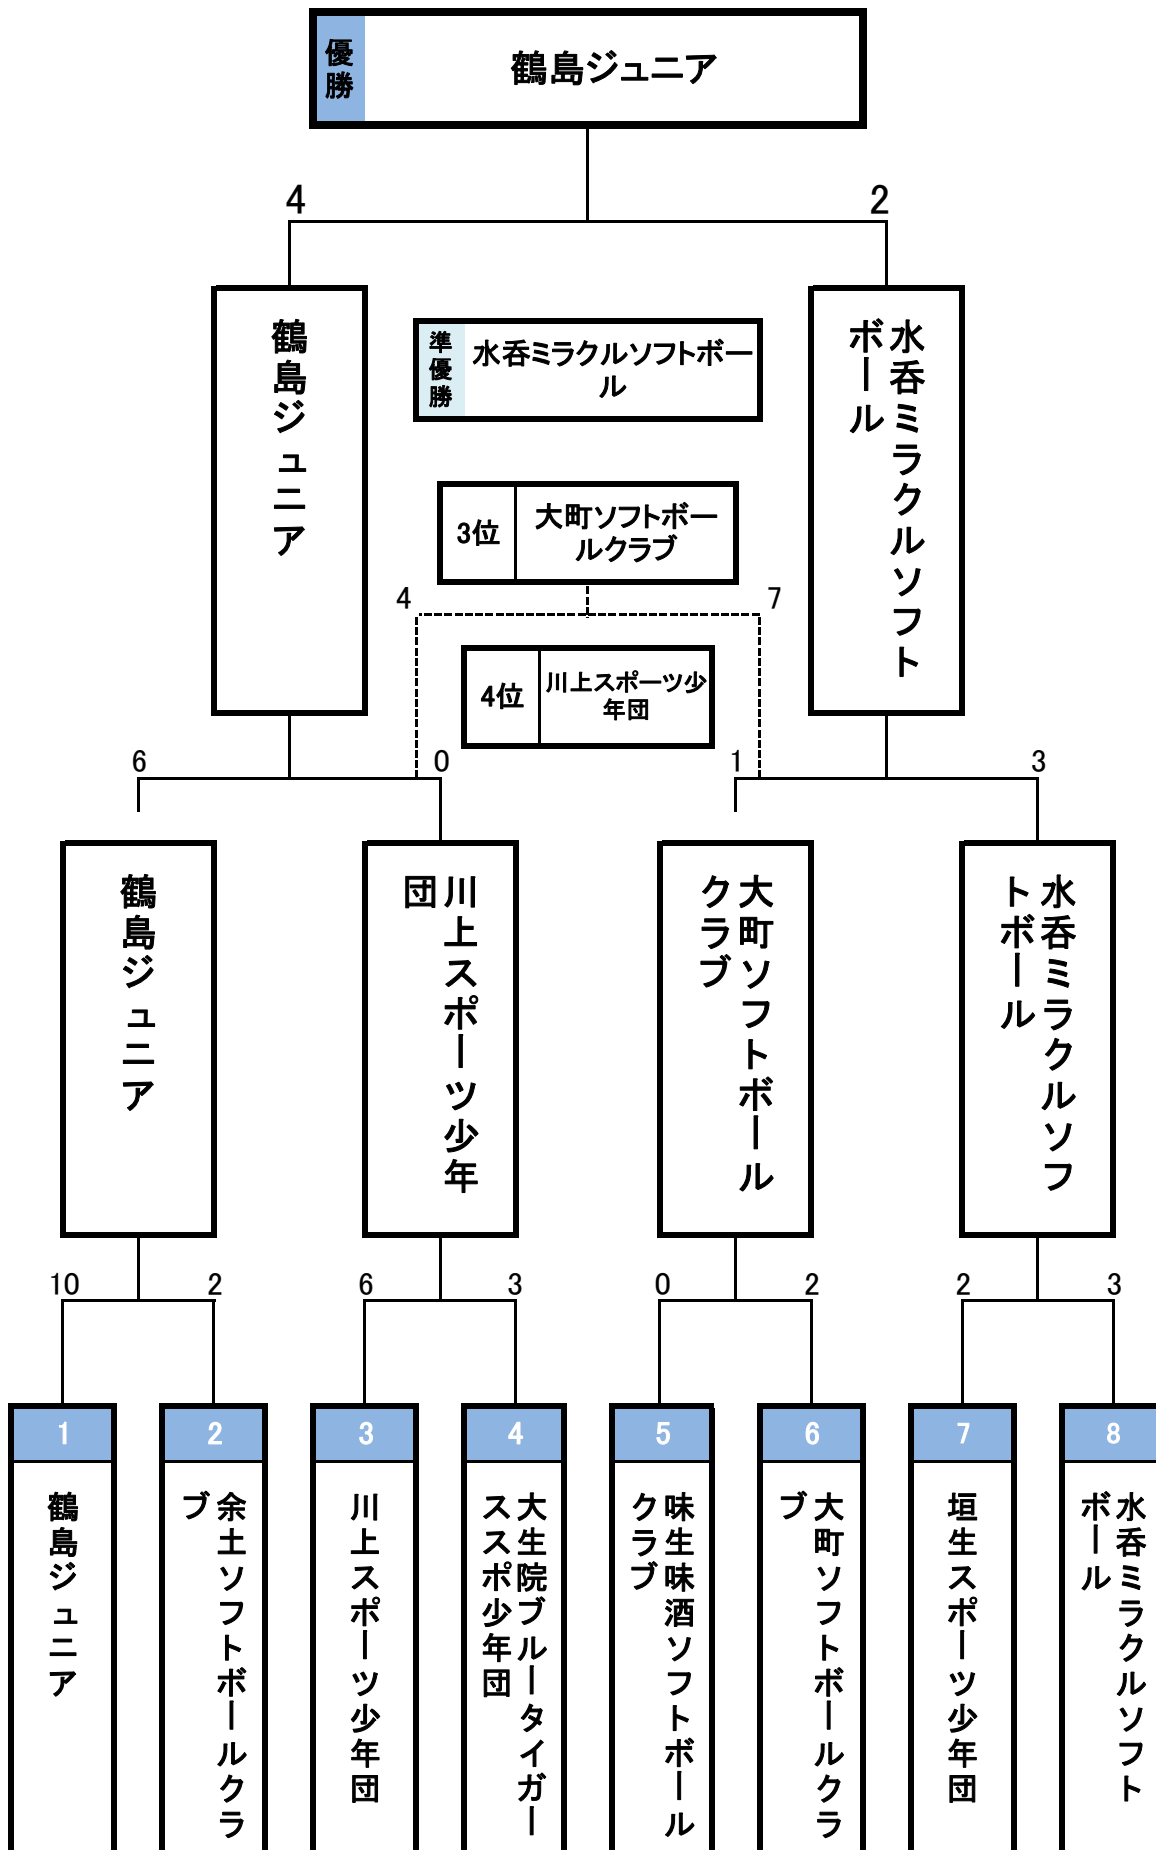 優
勝
鶴島ジュニア
4
2
鶴島ジュニア
準
優
勝
水呑ミラクルソフトボー
ル
水呑ミラクルソフト
ボール
3位
大町ソフトボー
ルクラブ
4
7
4位
川上スポーツ少
年団
6
0
1
3
鶴島ジュニア
川上スポーツ少年
団
大町ソフトボール
クラブ
水呑ミラクルソフ
トボール
10
2
6
3
0
2
2
3
1
2
3
4
5
6
7
8
鶴島ジュニア
余土ソフトボールクラ
ブ
川上スポーツ少年団
大生院ブルータイガー
ススポ少年団
味生味酒ソフトボール
クラブ
大町ソフトボールクラ
ブ
垣生スポーツ少年団
水呑ミラクルソフト
ボール